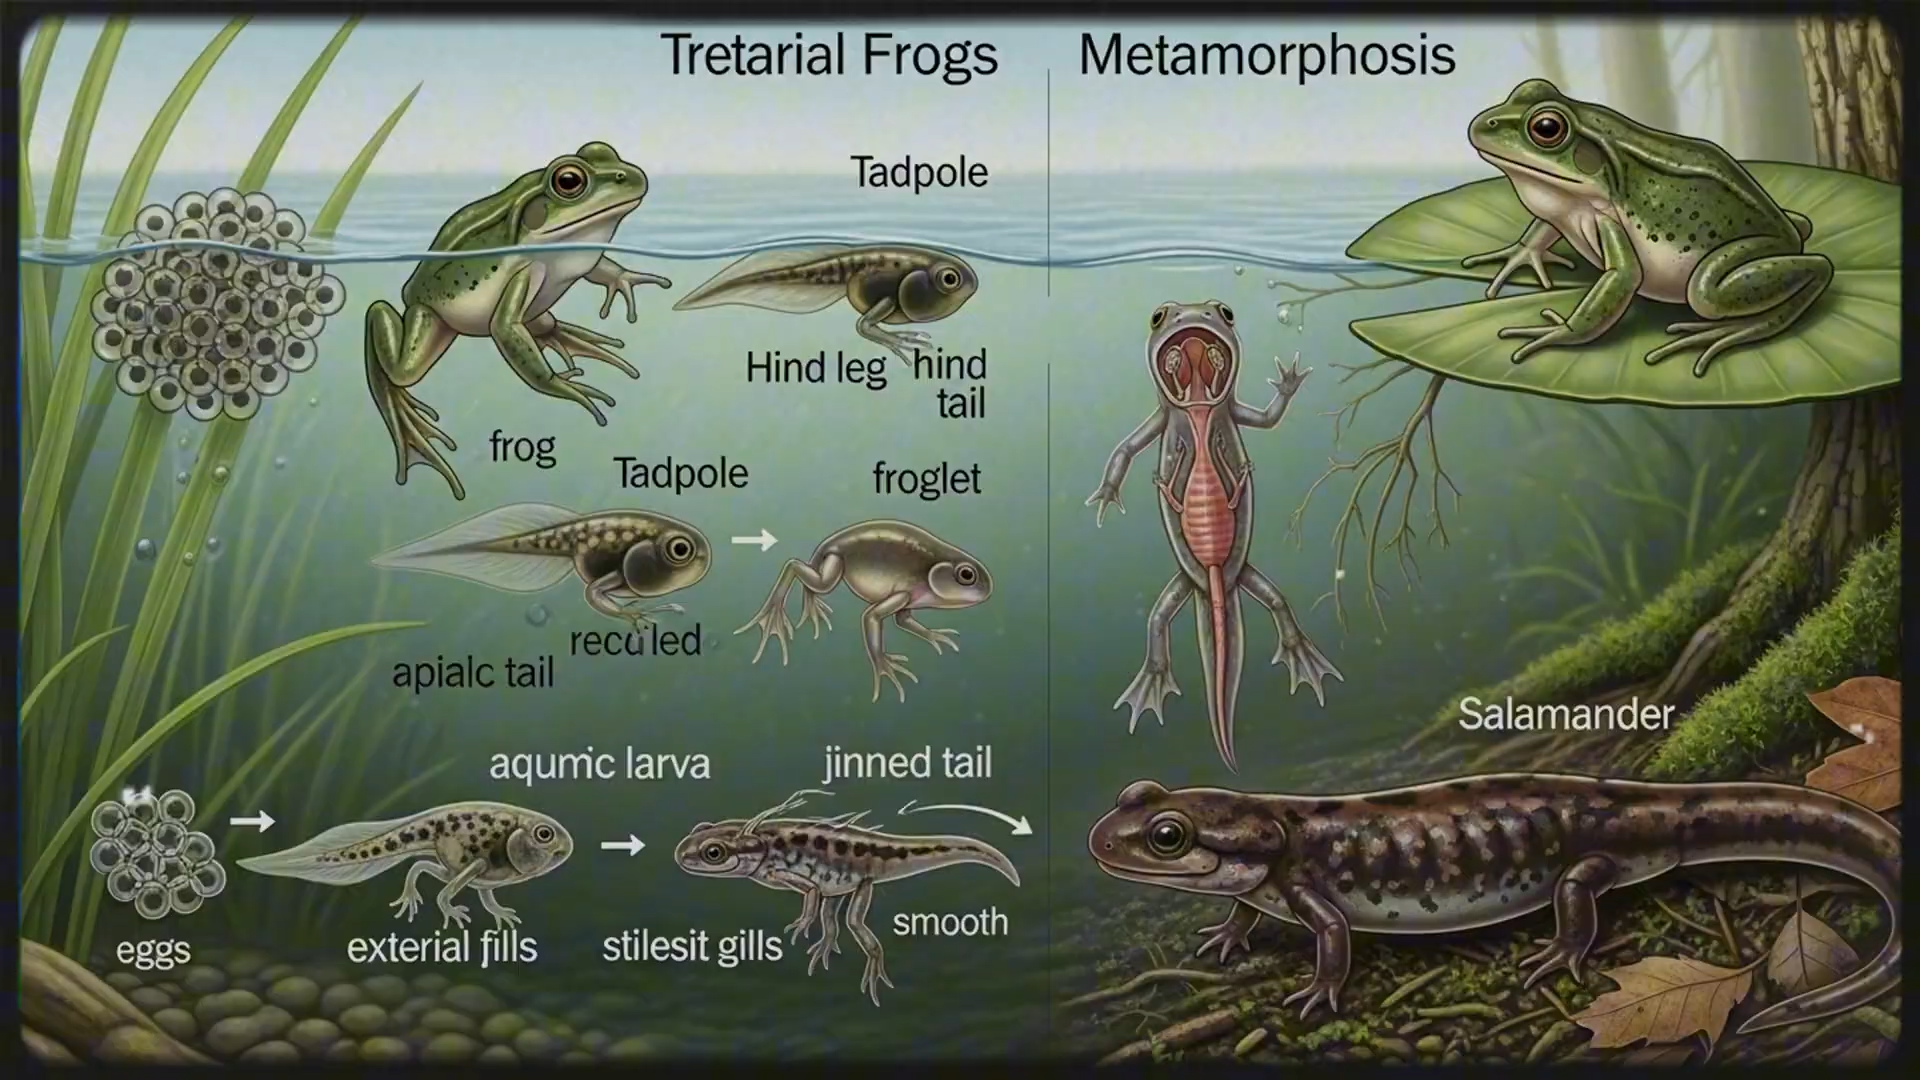 Tretarial Frogs
Metamorphosis
Tadpole
Hind leg
hind
tail
frog
Tadpole
froglet
apialc tail
Salamander
aqumic larva
jinned tail
eggs
exterial fills
stilesit gills
smooth